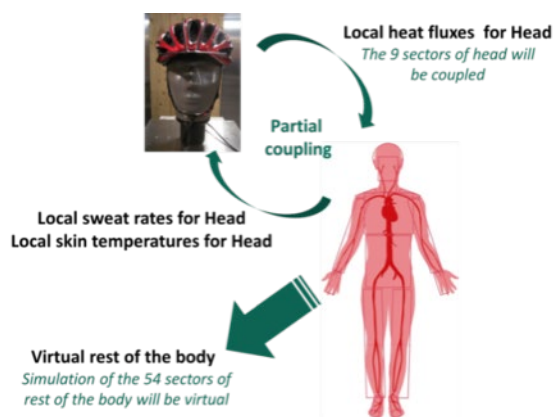 Local heat fluxes for Head
The 9 sectors of head will
be coupled
Partial
coupling
Local sweat rates for Head
Local skin temperatures for Head
Virtual rest of the body
Simulation of the 54 sectors of
rest of the body will be virtual